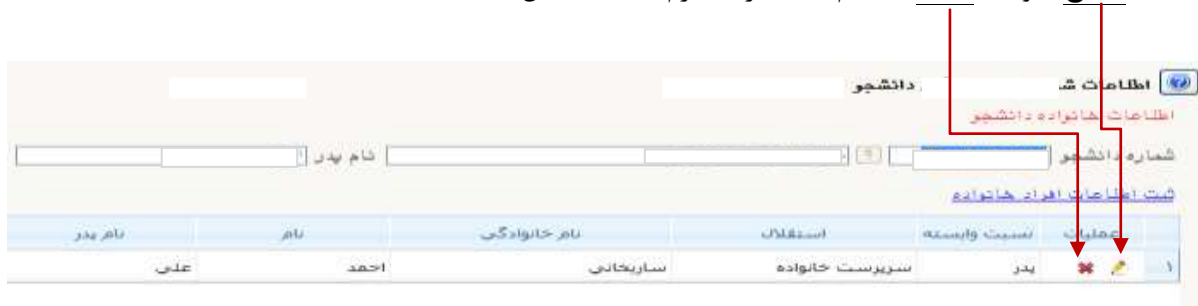 اطلاعات دانشجو
اطلاعات خانواده دانشجو
شماره دانشجو نام پدر
ثبت اطلاعات افراد خانواده
عملیات نسبت وابسته استقلال نام خانوادگی نام نام پدر
۱ پدر سرپرست خانواده ساریخانی احمد علی